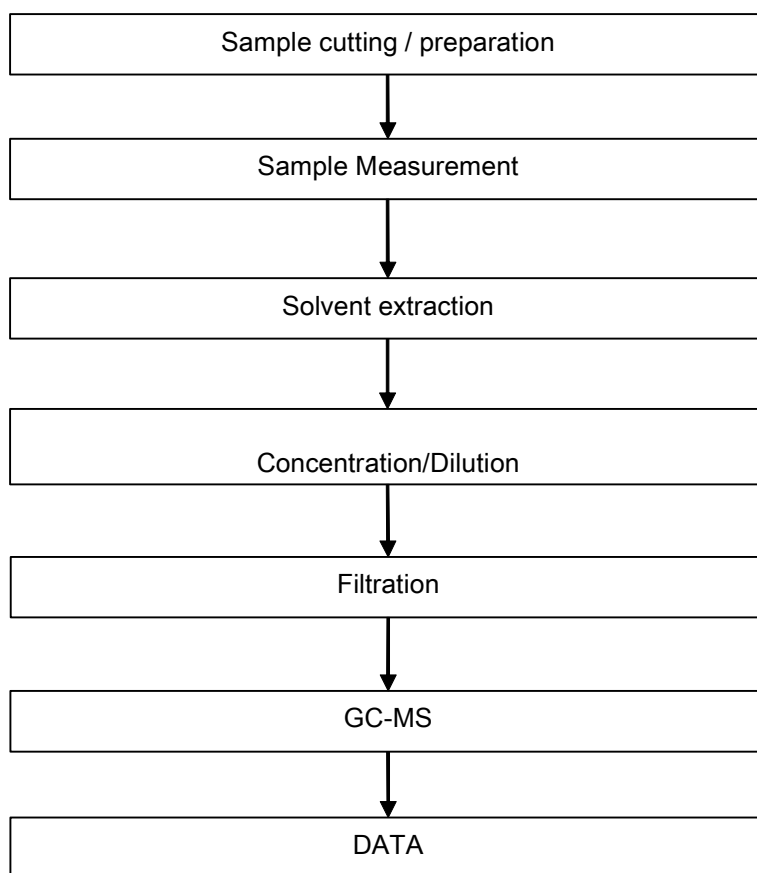 Sample cutting / preparation
Sample Measurement
Solvent extraction
Concentration/Dilution
Filtration
GC-MS
DATA